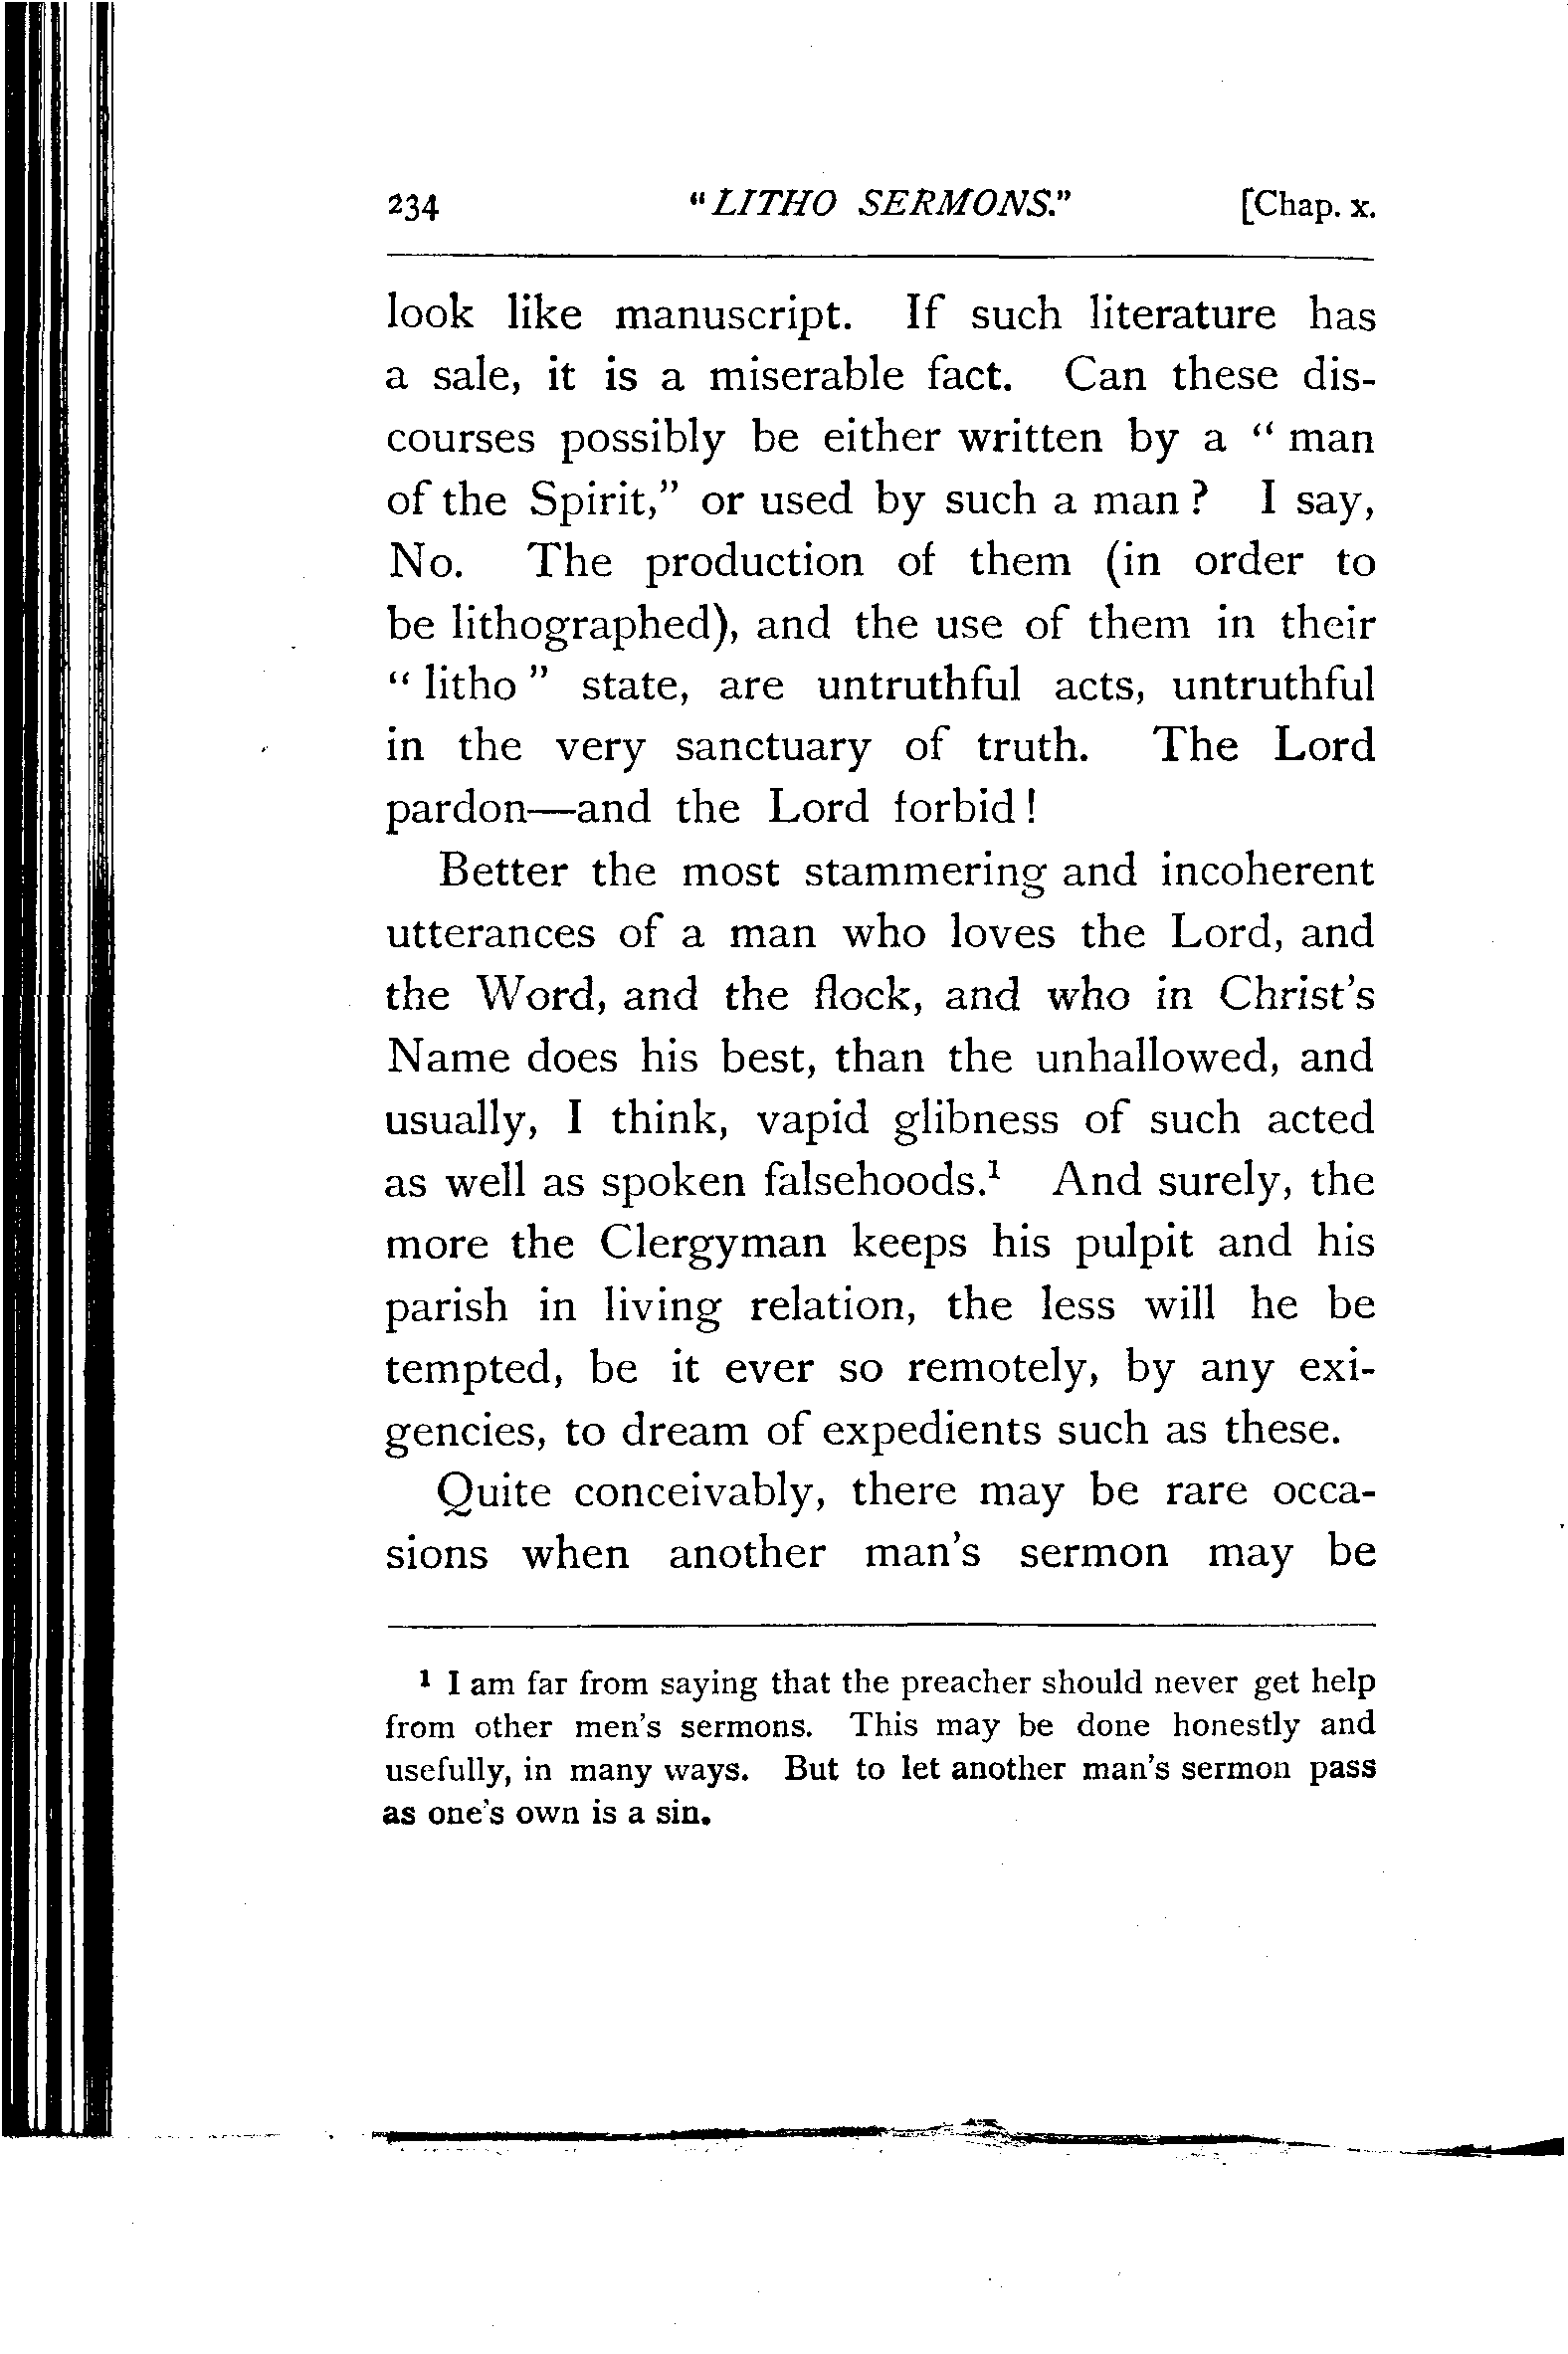 234 "LITHO SERMONS." [Chap. x.
look like manuscript. If such literature has
a sale, it is a miserable fact. Can these dis-
courses possibly be either written by a "man
of the Spirit," or used by such a man? I say,
No. The production of them (in order to
be lithographed), and the use of them in their
"litho" state, are untruthful acts, untruthful
in the very sanctuary of truth. The Lord
pardon—and the Lord forbid!
Better the most stammering and incoherent
utterances of a man who loves the Lord, and
the Word, and the flock, and who in Christ's
Name does his best, than the unhallowed, and
usually, I think, vapid glibness of such acted
as well as spoken falsehoods.¹ And surely, the
more the Clergyman keeps his pulpit and his
parish in living relation, the less will he be
tempted, be it ever so remotely, by any exi-
gencies, to dream of expedients such as these.
Quite conceivably, there may be rare occa-
sions when another man's sermon may be
¹ I am far from saying that the preacher should never get help
from other men's sermons. This may be done honestly and
usefully, in many ways. But to let another man's sermon pass
as one's own is a sin.